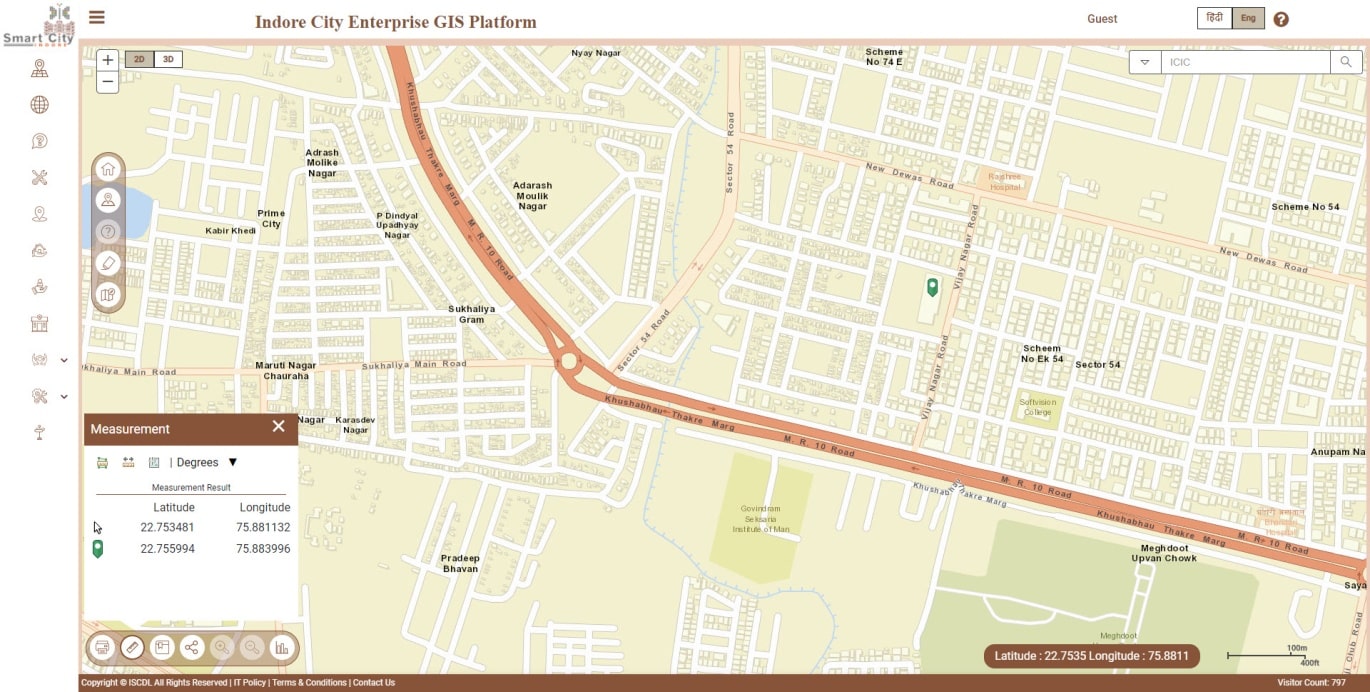 Smart City
INDORE
Indore City Enterprise GIS Platform
Guest
हिंदी
Eng
?
+
−
2D
3D
ICIC
Nyay Nagar
Scheme
No 74 E
Khushabhau Thakre Marg
M. R. 10 Road
Sector 54 Road
New Dewas Road
Rajshree
Hospital
Adrash
Molike
Nagar
Adarash
Moulik
Nagar
Prime
City
Kabir Khedi
P Dindyal
Upadhyay
Nagar
Scheme No 54
New Dewas Road
Vijay Nagar Road
Sukhaliya
Gram
Sector 54 Road
Vijay Nagar Road
Scheem
No Ek 54
Sector 54
khaliya Main Road
Maruti Nagar
Chauraha
Sukhaliya Main Road
Softvision
College
Khushabhau Thakre Marg
M. R. 10 Road
Nagar
Karasdev
Nagar
Anupam Na
M. R. 10 Road
Khushabhau Thakre Marg
Khushabhau Thakre Marg
M. R. 10 Road
Govindram
Seksaria
Institute of Man
Bhandari
Hospital
Pradeep
Bhavan
Meghdoot
Upvan Chowk
Saya
Meghdoot
l Club Road
Measurement
| Degrees ▼
Measurement Result
Latitude Longitude
22.753481 75.881132
22.755994 75.883996
Latitude : 22.7535 Longitude : 75.8811
100m
400ft
Copyright © ISCDL All Rights Reserved | IT Policy | Terms & Conditions | Contact Us
Visitor Count: 797